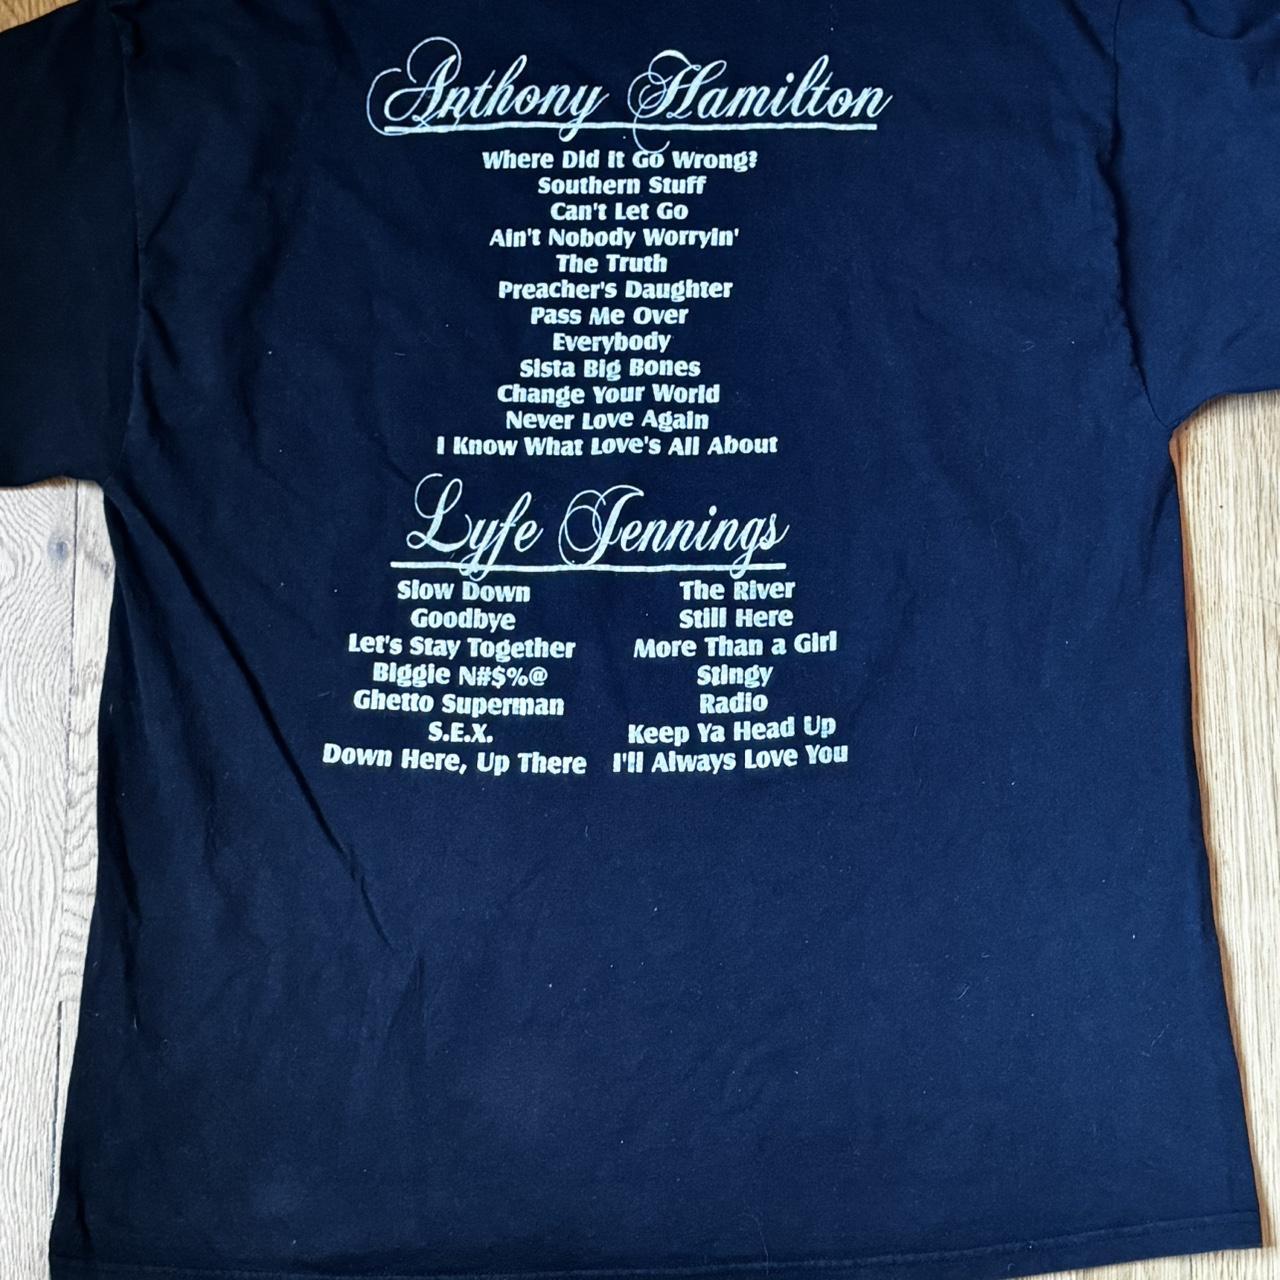 Anthony Hamilton
Where Did It Go Wrong?
Southern Stuff
Can't Let Go
Ain't Nobody Worryin'
The Truth
Preacher's Daughter
Pass Me Over
Everybody
Sista Big Bones
Change Your World
Never Love Again
I Know What Love's All About
Lyfe Jennings
Slow Down
Goodbye
Let's Stay Together
Biggie N#$%@
Ghetto Superman
S.E.X.
Down Here, Up There
The River
Still Here
More Than a Girl
Stingy
Radio
Keep Ya Head Up
I'll Always Love You